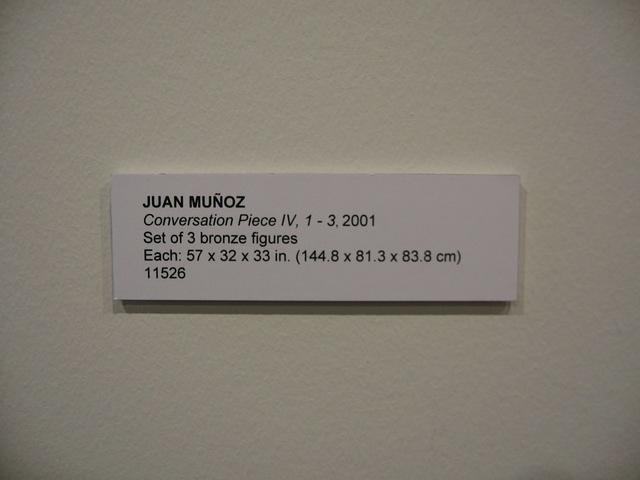 JUAN MUÑOZ
Conversation Piece IV, 1 - 3, 2001
Set of 3 bronze figures
Each: 57 x 32 x 33 in. (144.8 x 81.3 x 83.8 cm)
11526